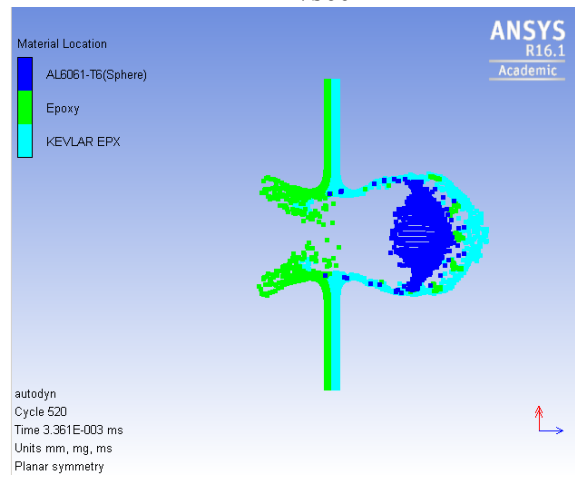 ANSYS
R16.1
Academic
Material Location
AL6061-T6(Sphere)
Epoxy
KEVLAR EPX
autodyn
Cycle 520
Time 3.361E-003 ms
Units mm, mg, ms
Planar symmetry